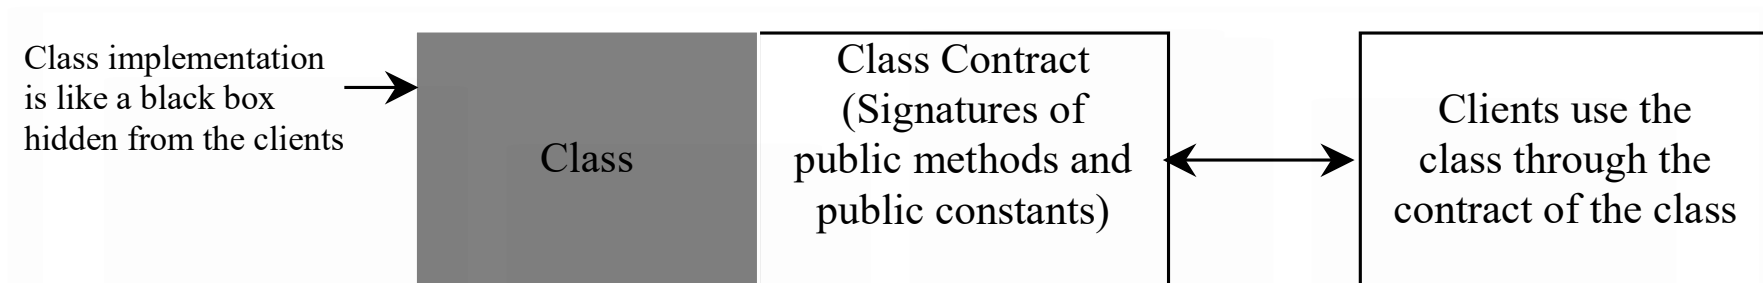 Class implementation
is like a black box
hidden from the clients
Class
Class Contract
(Signatures of
public methods and
public constants)
Clients use the
class through the
contract of the class